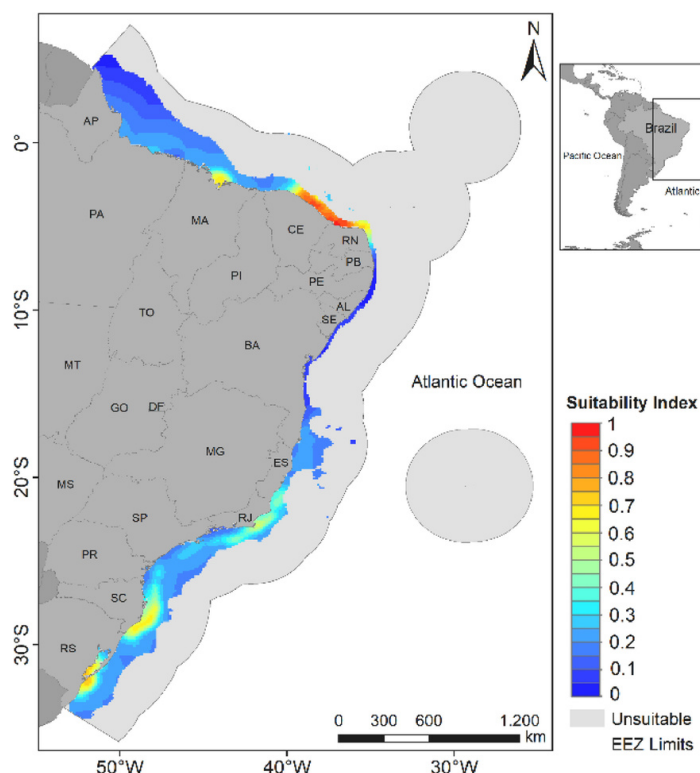 N
AP
0°
PA
MA
CE
RN
PB
PI
PE
AL
SE
TO
10°S
BA
MT
GO
DF
Atlantic Ocean
MG
ES
MS
20°S
SP
RJ
PR
SC
RS
30°S
0 300 600 1.200
km
50°W 40°W 30°W
Brazil
Pacific Ocean
Atlantic
Suitability Index
1
0.9
0.8
0.7
0.6
0.5
0.4
0.3
0.2
0.1
0
Unsuitable
EEZ Limits